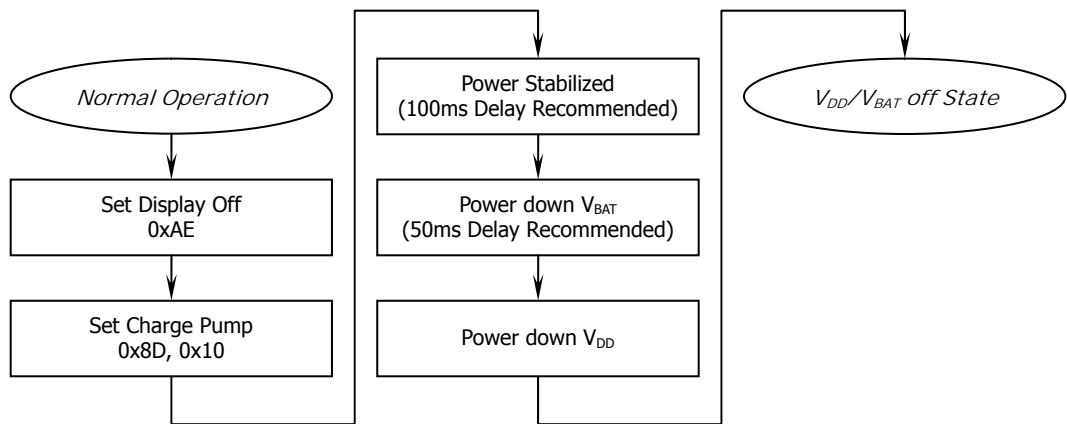 Normal Operation
Set Display Off
0xAE
Set Charge Pump
0x8D, 0x10
Power Stabilized
(100ms Delay Recommended)
Power down VBAT
(50ms Delay Recommended)
Power down VDD
VDD/VBAT off State